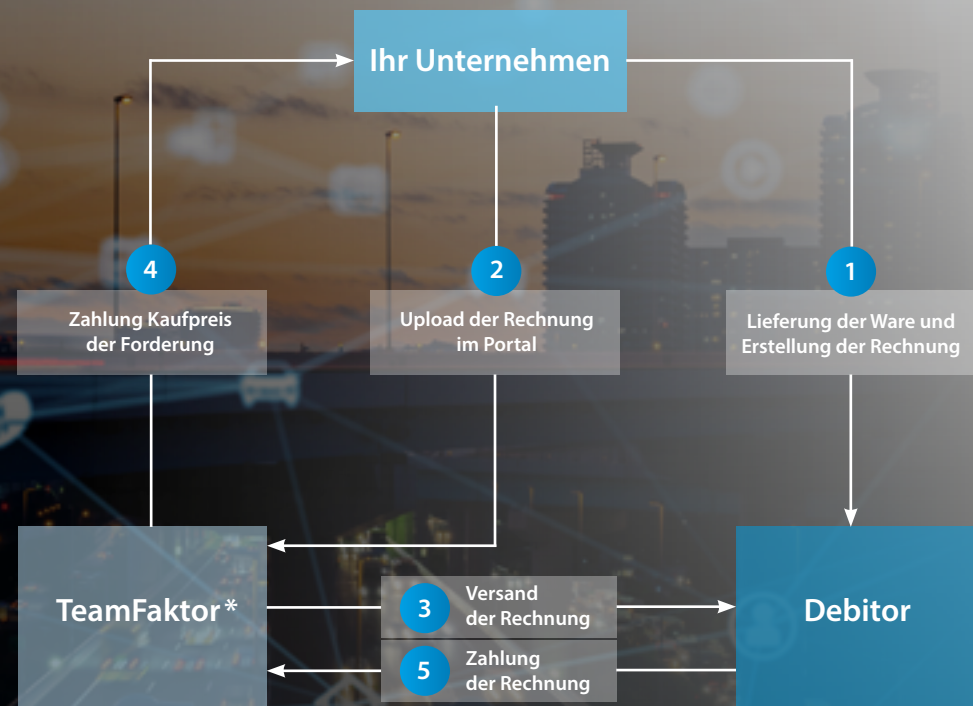 Ihr Unternehmen
4
2
1
Zahlung Kaufpreis
der Forderung
Upload der Rechnung
im Portal
Lieferung der Ware und
Erstellung der Rechnung
TeamFaktor*
3
Versand
der Rechnung
5
Zahlung
der Rechnung
Debitor